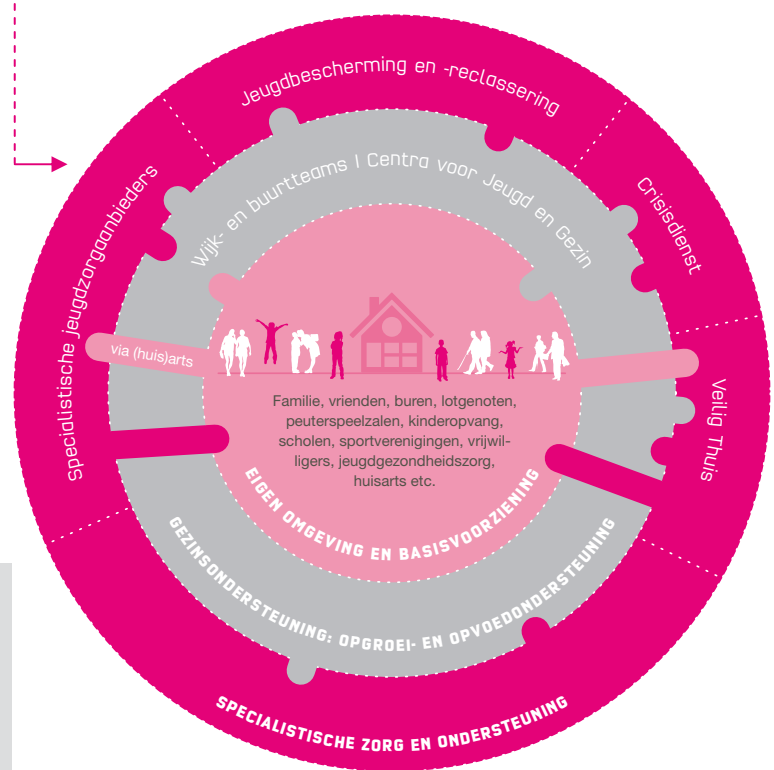 Jeugdbescherming en -reclassering
Specialistische jeugdzorgaanbieders
Crisisdienst
Veilig Thuis
Wijk- en buurtteams | Centra voor Jeugd en Gezin
via (huis)arts
Familie, vrienden, buren, lotgenoten,
peuterspeelzalen, kinderopvang,
scholen, sportverenigingen, vrijwil-
ligers, jeugdgezondheidszorg,
huisarts etc.
EIGEN OMGEVING EN BASISVOORZIENING
GEZINSONDERSTEUNING: OPGROEI- EN OPVOEDONDERSTEUNING
SPECIALISTISCHE ZORG EN ONDERSTEUNING